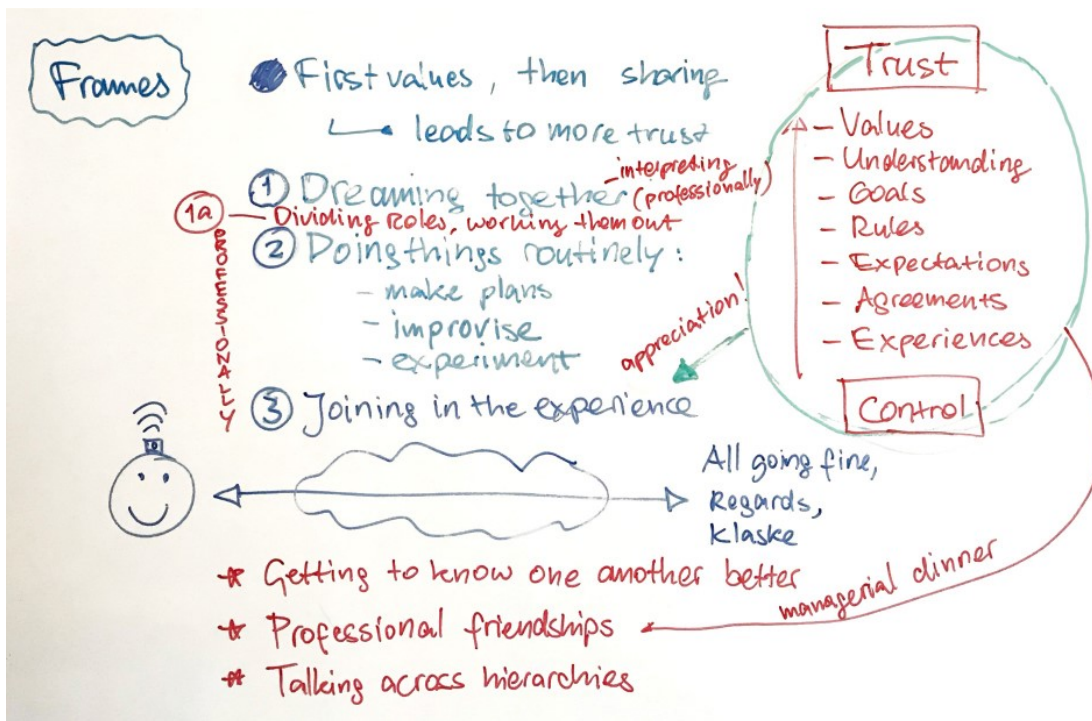 Frames
● First values, then sharing
↳ leads to more trust
① Dreaming together
– interpreting
(professionally)
1a — Dividing Roles, working them out
PROFESSIONALLY
② Doing things routinely:
– make plans
– improvise
– experiment
③ Joining in the experience
appreciation!
Trust
– Values
– Understanding
– Goals
– Rules
– Expectations
– Agreements
– Experiences
Control
All going fine,
Regards,
Klaske
* Getting to know one another better
* Professional friendships
managerial dinner
* Talking across hierarchies